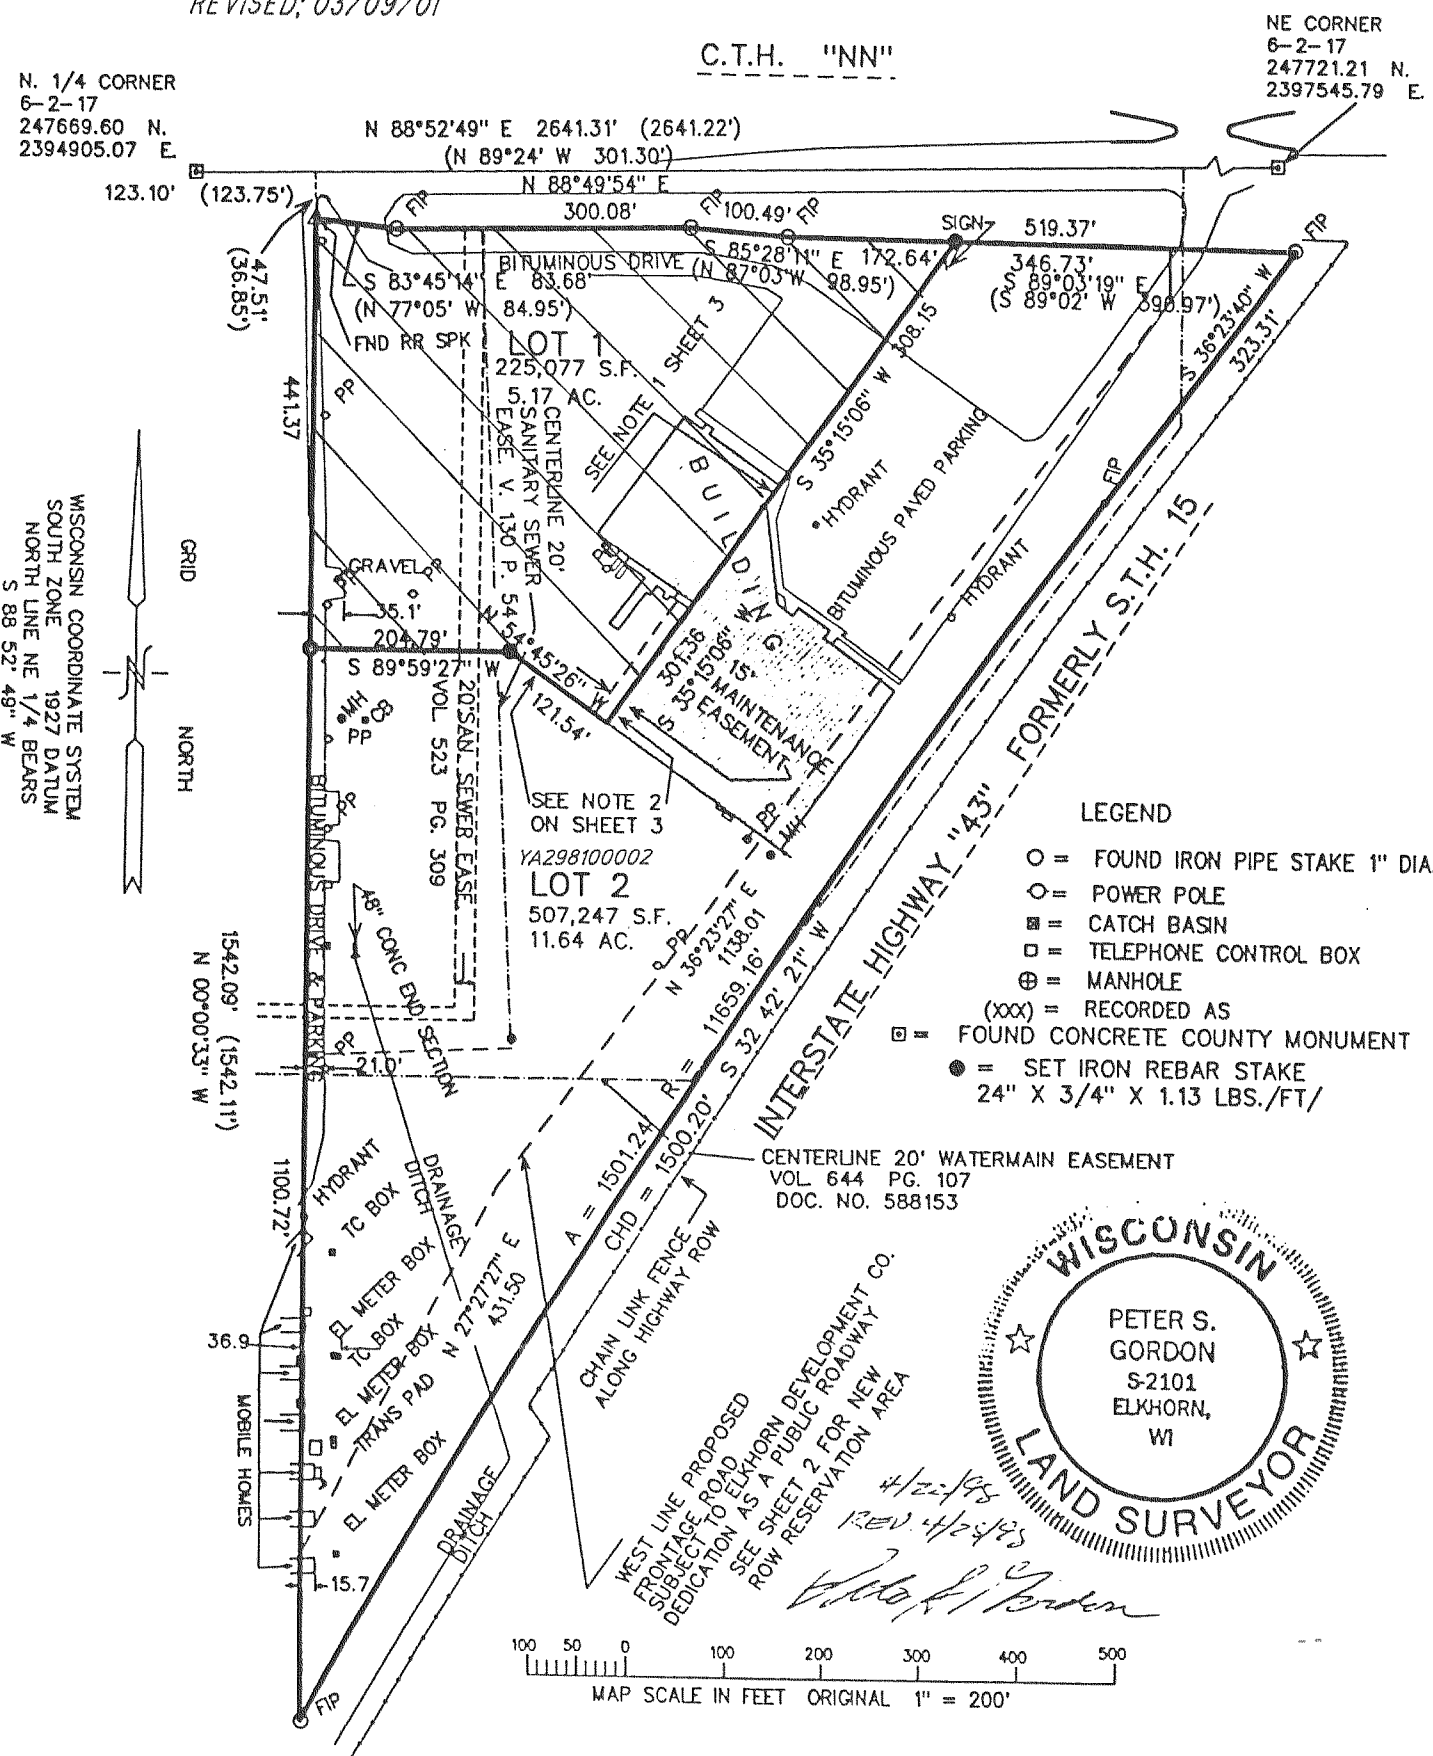 REVISED; 03/09/01
C.T.H. "NN"
NE CORNER
6-2-17
247721.21 N.
2397545.79 E.
N. 1/4 CORNER
6-2-17
247669.60 N.
2394905.07 E.
N 88°52'49" E 2641.31' (2641.22')
(N 89°24' W 301.30')
123.10' (123.75')
N 88°49'54" E
300.08'
FIP
FIP
100.49'
FIP
SIGN
519.37'
FIP
S 85°28'11" E
172.64'
346.73'
BITUMINOUS DRIVE
(N 87°03'W 98.95')
S 89°03'19" E
(S 89°02' W 390.97')
S 83°45'14" E 83.68'
(N 77°05' W 84.95')
47.51'
(36.85')
FND RR SPK
LOT 1
225,077 S.F.
5.17 AC.
SEE NOTE 1 SHEET 3
S 35°15'06" W 308.15
S 36°23'40" W
323.31'
FIP
441.37
PP
CENTERLINE 20'
SANITARY SEWER
EASE. V. 130 P. 54
BUILDING
HYDRANT
BITUMINOUS PAVED PARKING
HYDRANT
GRID
NORTH
WISCONSIN COORDINATE SYSTEM
SOUTH ZONE 1927 DATUM
NORTH LINE NE 1/4 BEARS
S 88 52' 49" W
GRAVEL
PP
35.1'
204.79'
S 89°59'27" W
N 54°45'26" W
121.54'
301.36
S 35°15'06" W
15'
MAINTENANCE
EASEMENT
MH
CB
PP
20'SAN. SEWER EASE
VOL 523 PG. 309
SEE NOTE 2
ON SHEET 3
YA298100002
LOT 2
507,247 S.F.
11.64 AC.
PP
MH
INTERSTATE HIGHWAY "43" FORMERLY S.T.H. 15
LEGEND
O = FOUND IRON PIPE STAKE 1" DIA
= POWER POLE
= CATCH BASIN
= TELEPHONE CONTROL BOX
= MANHOLE
(XXX) = RECORDED AS
= FOUND CONCRETE COUNTY MONUMENT
= SET IRON REBAR STAKE
24" X 3/4" X 1.13 LBS./FT/
PP
BITUMINOUS DRIVE & PARKING
48" CONC END SECTION
PP
N 36°23'27" E
1138.01
R = 11659.16'
S 32 42' 21" W
1542.09' (1542.11')
N 00°00'33" W
PP
21.0'
A = 1501.24'
CHD = 1500.20'
CENTERLINE 20' WATERMAIN EASEMENT
VOL. 644 PG. 107
DOC. NO. 588153
1100.72'
HYDRANT
DRAINAGE
DITCH
TC BOX
EL METER BOX
TC BOX
EL METER BOX
TRANS PAD
EL METER BOX
N 27°27'27" E
431.50
CHAIN LINK FENCE
ALONG HIGHWAY ROW
36.9
MOBILE HOMES
15.7
DRAINAGE
DITCH
WEST LINE PROPOSED
FRONTAGE ROAD
SUBJECT TO ELKHORN DEVELOPMENT CO.
DEDICATION AS A PUBLIC ROADWAY
SEE SHEET 2 FOR NEW
ROW RESERVATION AREA
WISCONSIN
PETER S.
GORDON
S-2101
ELKHORN,
WI
LAND SURVEYOR
FIP
100 50 0 100 200 300 400 500
MAP SCALE IN FEET ORIGINAL 1" = 200'